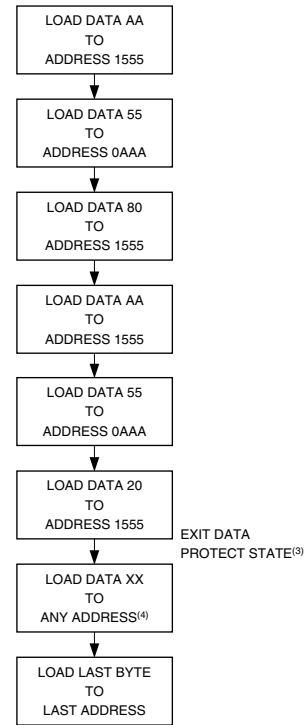 LOAD DATA AA
TO
ADDRESS 1555
LOAD DATA 55
TO
ADDRESS 0AAA
LOAD DATA 80
TO
ADDRESS 1555
LOAD DATA AA
TO
ADDRESS 1555
LOAD DATA 55
TO
ADDRESS 0AAA
LOAD DATA 20
TO
ADDRESS 1555
EXIT DATA
PROTECT STATE(3)
LOAD DATA XX
TO
ANY ADDRESS(4)
LOAD LAST BYTE
TO
LAST ADDRESS